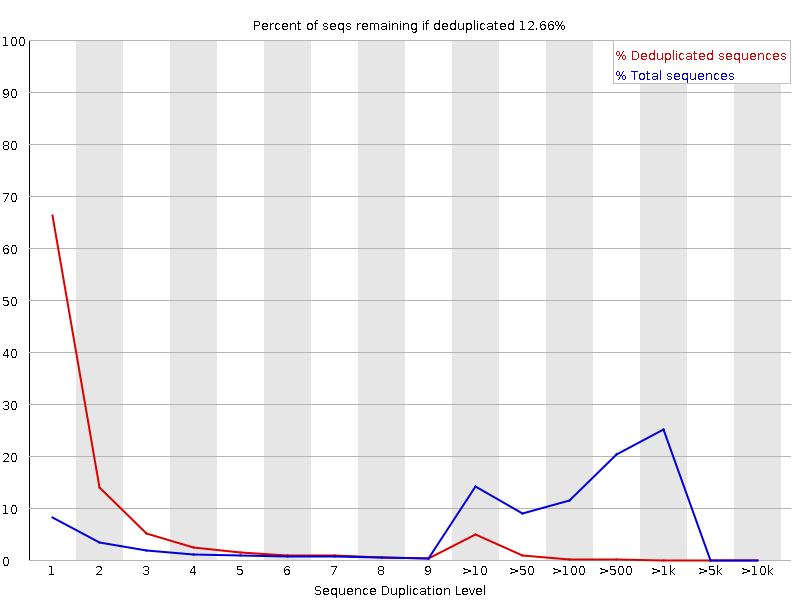 Percent of seqs remaining if deduplicated 12.66%
% Deduplicated sequences
% Total sequences
100
90
80
70
60
50
40
30
20
10
0
1 2 3 4 5 6 7 8 9 >10 >50 >100 >500 >1k >5k >10k
Sequence Duplication Level